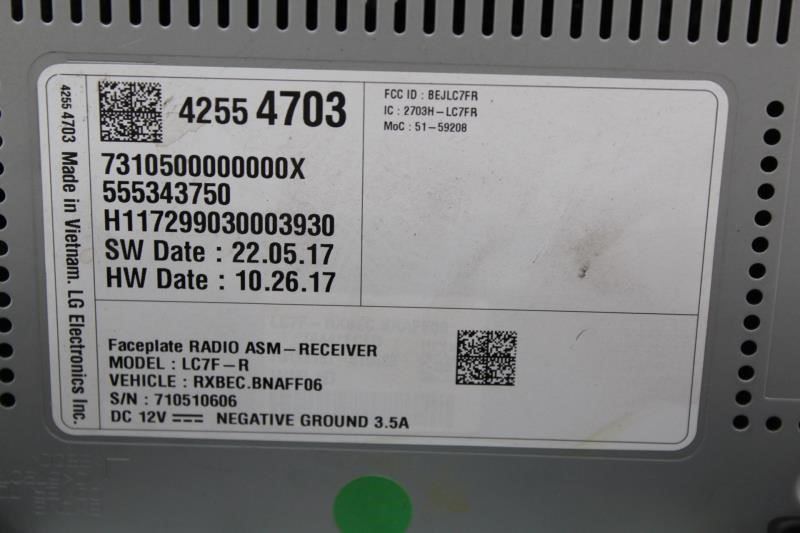 4255 4703
7310500000000X
555343750
H117299030003930
SW Date : 22.05.17
HW Date : 10.26.17
FCC ID : BEJLC7FR
IC : 2703H-LC7FR
MoC : 51-59208
4255 4703 Made in Vietnam. LG Electronics Inc.
Faceplate RADIO ASM-RECEIVER
MODEL : LC7F-R
VEHICLE : RXBEC.BNAFF06
S/N : 710510606
DC 12V NEGATIVE GROUND 3.5A